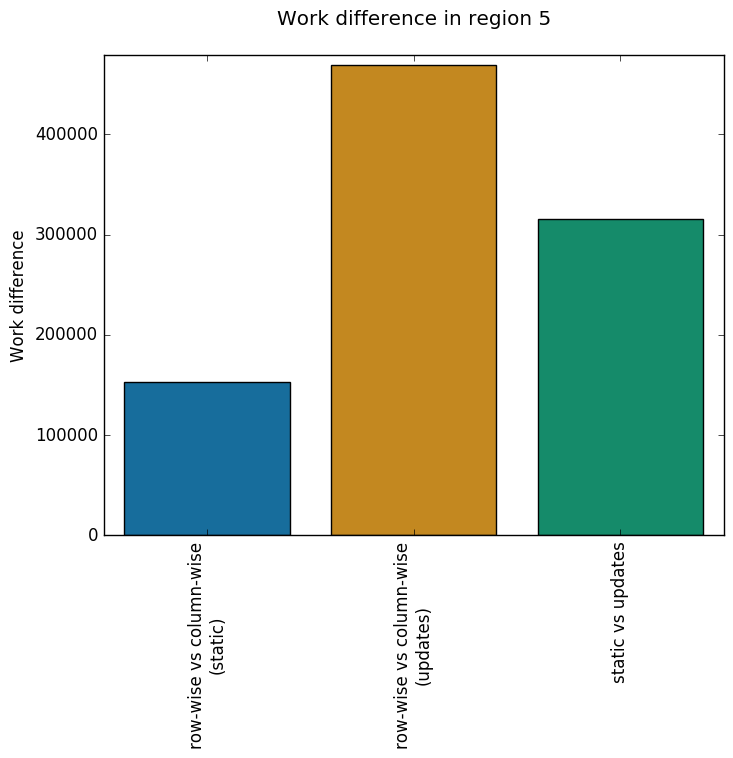 Work difference in region 5
Work difference
400000
300000
200000
100000
0
row-wise vs column-wise
(static)
row-wise vs column-wise
(updates)
static vs updates